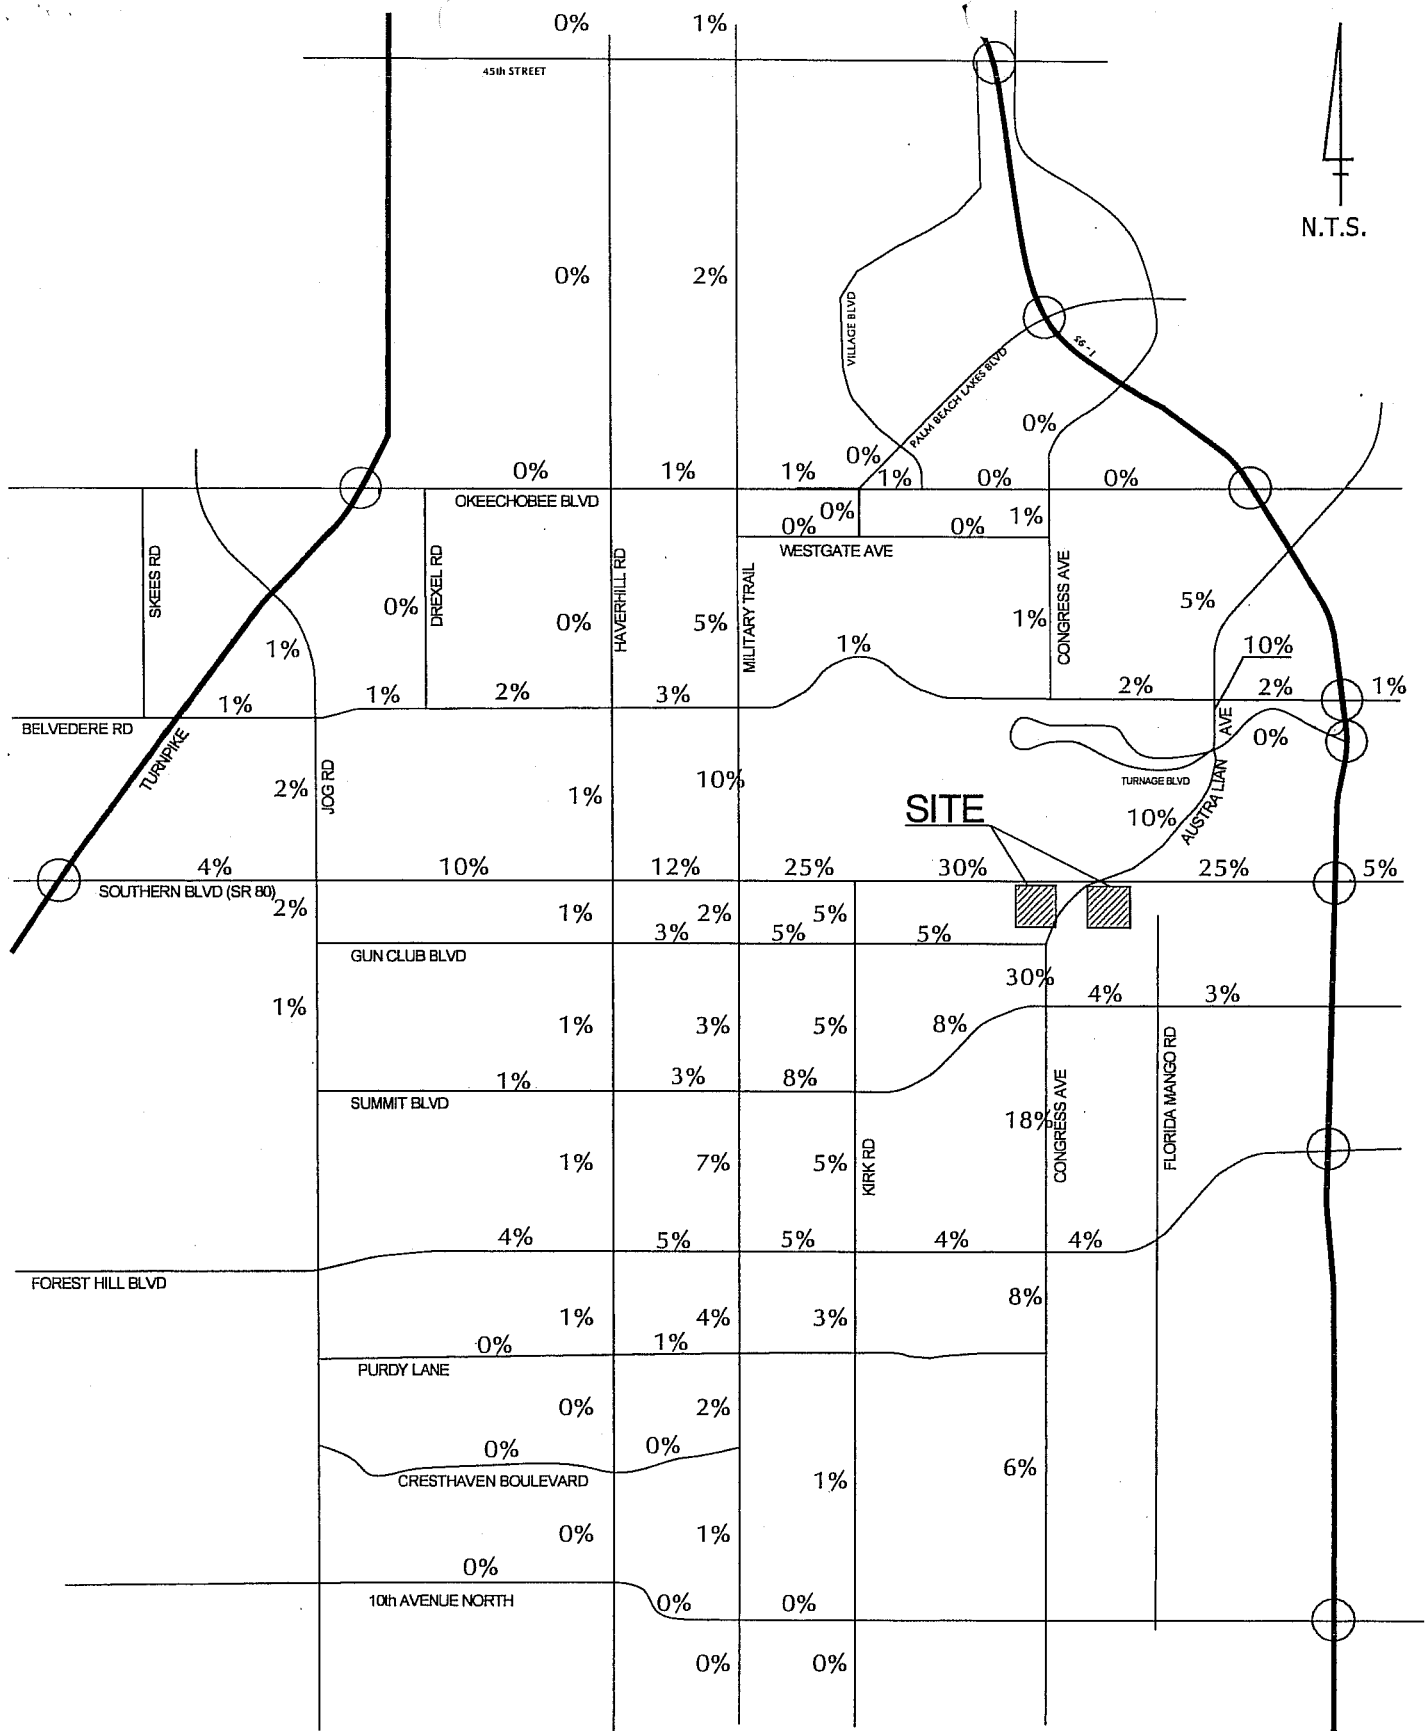 0% 1%
45th STREET
N.T.S.
0% 2%
VILLAGE BLVD
I - 95
PALM BEACH LAKES BLVD
0%
0% 1% 1% 0% 1% 0% 0%
OKEECHOBEE BLVD
0% 0% 0% 1%
WESTGATE AVE
SKEES RD
DREXEL RD
HAVERHILL RD
MILITARY TRAIL
CONGRESS AVE
0% 0% 5% 1% 5%
1% 1% 10%
1% 1% 2% 3% 2% 2% 1%
BELVEDERE RD
TURNPIKE
JOG RD
AVE
0%
TURNAGE BLVD
AUSTRALIAN
2% 1% 10% 10%
SITE
4% 10% 12% 25% 30% 25% 5%
SOUTHERN BLVD (SR 80)
2% 1% 2% 5%
3% 5% 5%
GUN CLUB BLVD
30%
1% 4% 3%
1% 3% 5% 8%
1% 3% 8%
SUMMIT BLVD
18%
CONGRESS AVE
FLORIDA MANGO RD
KIRK RD
1% 7% 5%
4% 5% 5% 4% 4%
FOREST HILL BLVD
8%
1% 4% 3%
0% 1%
PURDY LANE
0% 2%
0% 0%
CRESTHAVEN BOULEVARD
1% 6%
0% 1%
0%
10th AVENUE NORTH
0% 0%
0% 0%